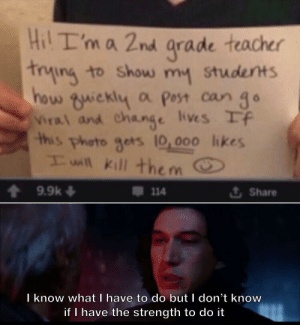 Hi! I'm a 2nd grade teacher
trying to show my students
how quickly a post can go
viral and change lives If
this photo gets 10,000 likes
I will kill them
9.9k
114
Share
I know what I have to do but I don't know
if I have the strength to do it